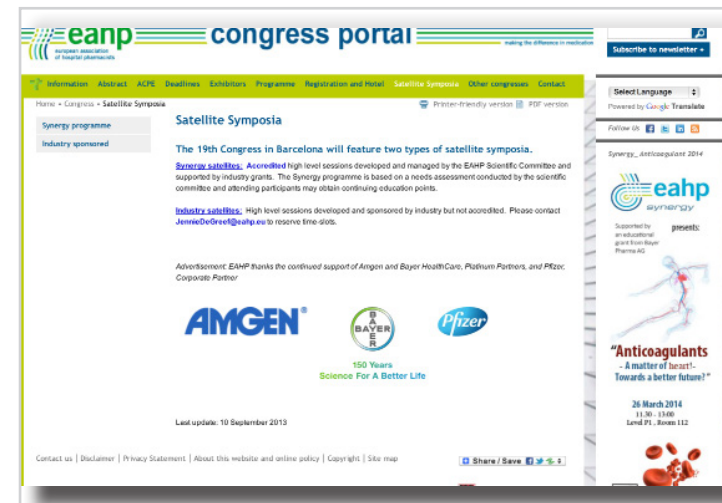 eahp
european association
of hospital pharmacists
congress portal
making the difference in medication
Subscribe to newsletter
Information Abstract ACPE Deadlines Exhibitors Programme Registration and Hotel Satellite Symposia Other congresses Contact
Home » Congress » Satellite Symposia
Printer-friendly version PDF version
Synergy programme
Industry sponsored
Satellite Symposia
The 19th Congress in Barcelona will feature two types of satellite symposia.
Synergy satellites: Accredited high level sessions developed and managed by the EAHP Scientific Committee and
supported by industry grants. The Synergy programme is based on a needs assessment conducted by the scientific
committee and attending participants may obtain continuing education points.
Industry satellites: High level sessions developed and sponsored by industry but not accredited. Please contact
JennieDeGreef@eahp.eu to reserve time-slots.
Advertisement: EAHP thanks the continued support of Amgen and Bayer HealthCare, Platinum Partners, and Pfizer,
Corporate Partner
AMGEN®
BAYER
BAYER
Pfizer
150 Years
Science For A Better Life
Last update: 10 September 2013
Contact us | Disclaimer | Privacy Statement | About this website and online policy | Copyright | Site map
Share / Save
Select Language
Powered by Google Translate
Follow Us
Synergy_ Anticoagulant 2014
eahp
synergy
Supported by
an educational
grant from Bayer
Pharma AG
presents:
"Anticoagulants
- A matter of heart!-
Towards a better future?"
26 March 2014
11.30 - 13:00
Level P1 , Room 112